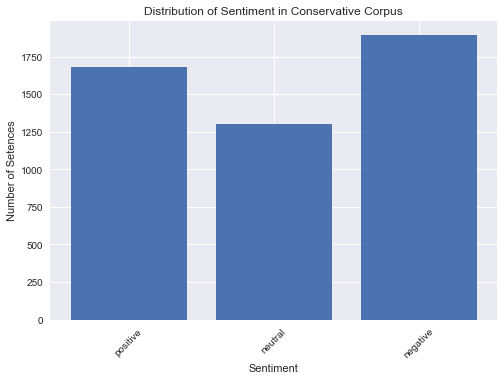 Distribution of Sentiment in Conservative Corpus
Number of Setences
1750
1500
1250
1000
750
500
250
0
positive
neutral
negative
Sentiment